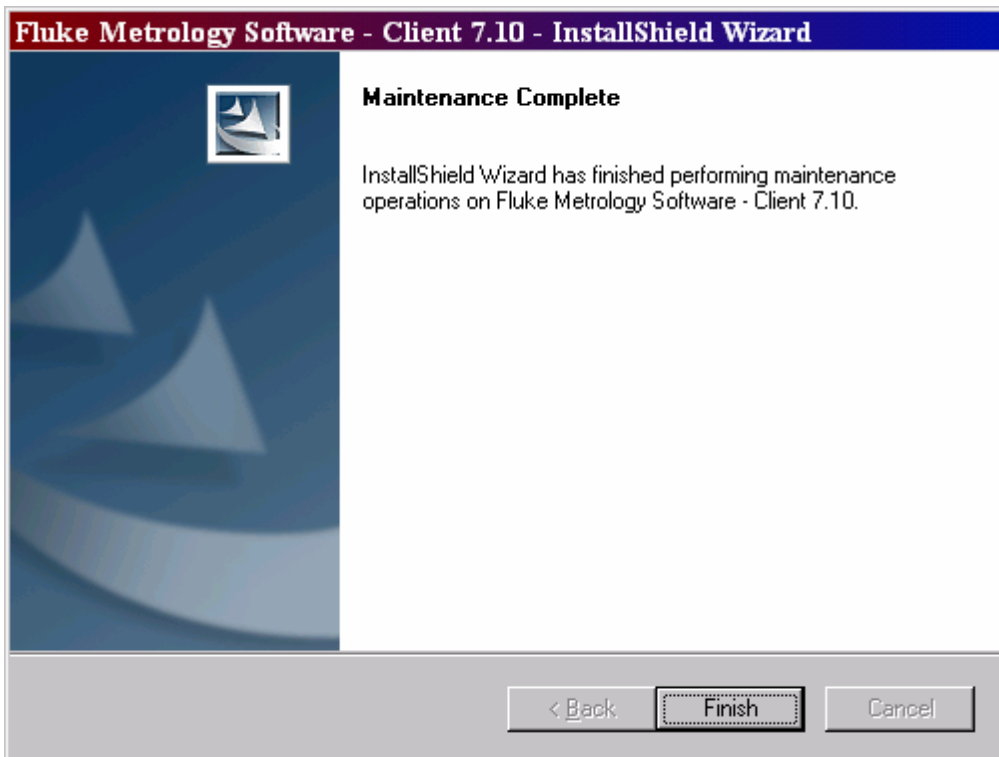 Fluke Metrology Software - Client 7.10 - InstallShield Wizard
Maintenance Complete
InstallShield Wizard has finished performing maintenance
operations on Fluke Metrology Software - Client 7.10.
< Back
Finish
Cancel